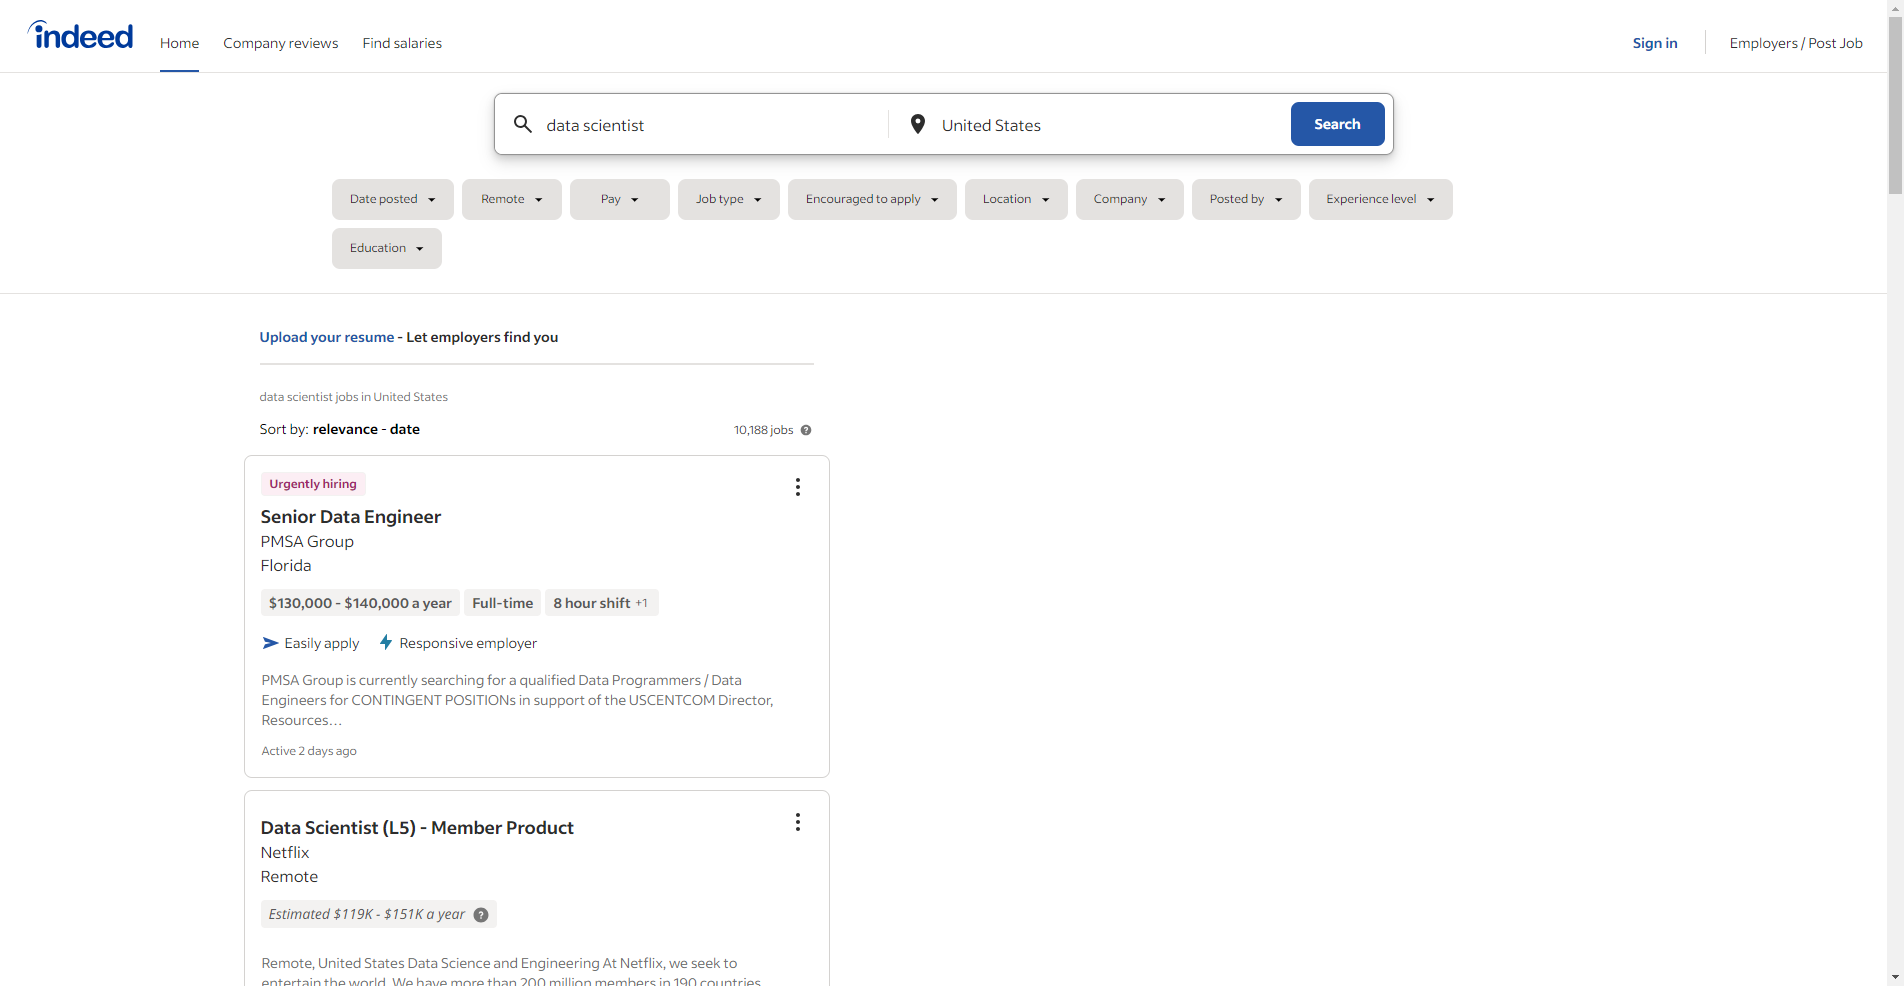 indeed
Home Company reviews Find salaries
Sign in Employers / Post Job
data scientist United States Search
Date posted Remote Pay Job type Encouraged to apply Location Company Posted by Experience level
Education
Upload your resume - Let employers find you
data scientist jobs in United States
Sort by: relevance - date 10,188 jobs ?
Urgently hiring
Senior Data Engineer
PMSA Group
Florida
$130,000 - $140,000 a year Full-time 8 hour shift +1
Easily apply Responsive employer
PMSA Group is currently searching for a qualified Data Programmers / Data
Engineers for CONTINGENT POSITIONs in support of the USCENTCOM Director,
Resources…
Active 2 days ago
Data Scientist (L5) - Member Product
Netflix
Remote
Estimated $119K - $151K a year ?
Remote, United States Data Science and Engineering At Netflix, we seek to
entertain the world. We have more than 200 million members in 190 countries